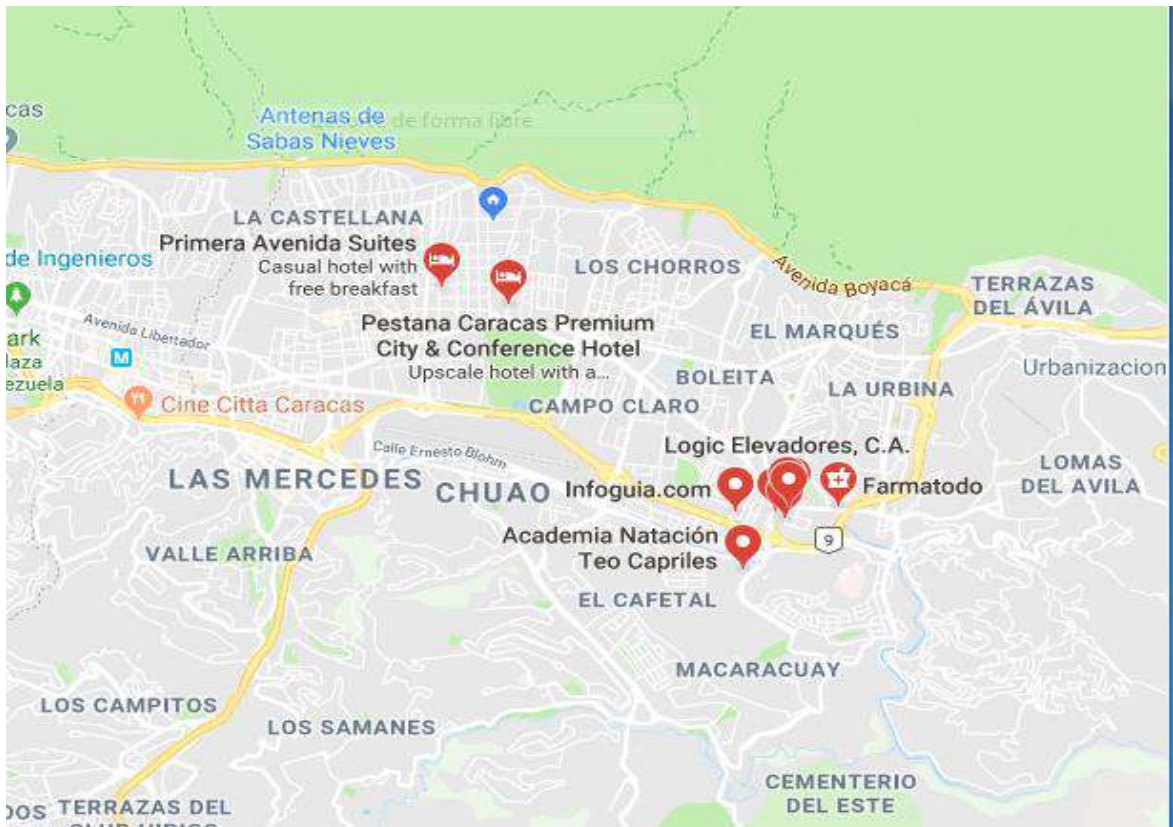 cas
Antenas de
Sabas Nieves
de forma libre
LA CASTELLANA
Primera Avenida Suites
Casual hotel with
free breakfast
de Ingenieros
LOS CHORROS
Avenida Boyacá
TERRAZAS
DEL ÁVILA
Pestana Caracas Premium
City & Conference Hotel
Upscale hotel with a...
Avenida Libertador
EL MARQUÉS
ark
laza
ezuela
M
BOLEITA
LA URBINA
Urbanizacion
Cine Citta Caracas
CAMPO CLARO
Calle Ernesto Blohm
Logic Elevadores, C.A.
LAS MERCEDES
CHUAO
Infoguia.com
Farmatodo
LOMAS
DEL AVILA
Academia Natación
Teo Capriles
9
VALLE ARRIBA
EL CAFETAL
MACARACUAY
LOS CAMPITOS
LOS SAMANES
CEMENTERIO
DEL ESTE
DOS
TERRAZAS DEL